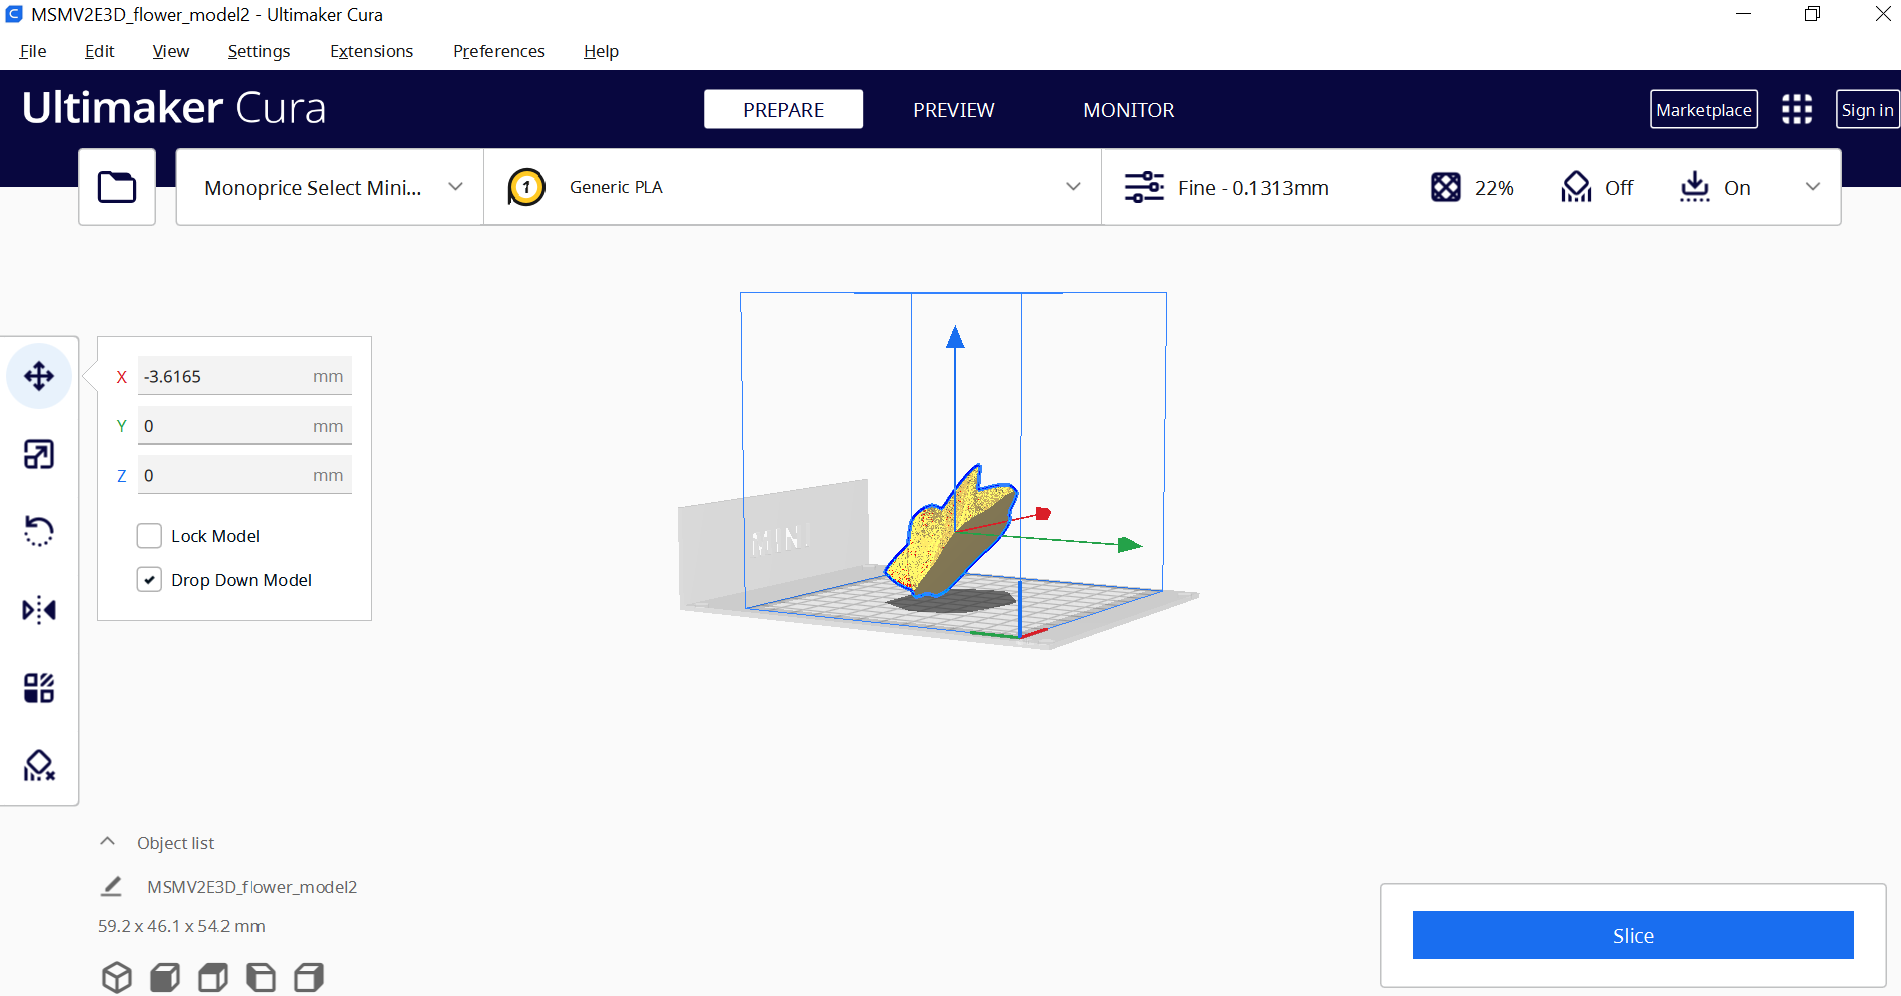 MSMV2E3D_flower_model2 - Ultimaker Cura
File Edit View Settings Extensions Preferences Help
Ultimaker Cura PREPARE PREVIEW MONITOR Marketplace Sign in
Monoprice Select Mini... 1 Generic PLA Fine - 0.1313mm 22% Off On
X -3.6165 mm
Y 0 mm
Z 0 mm
Lock Model
Drop Down Model
MINI
Object list
MSMV2E3D_flower_model2
59.2 x 46.1 x 54.2 mm
Slice